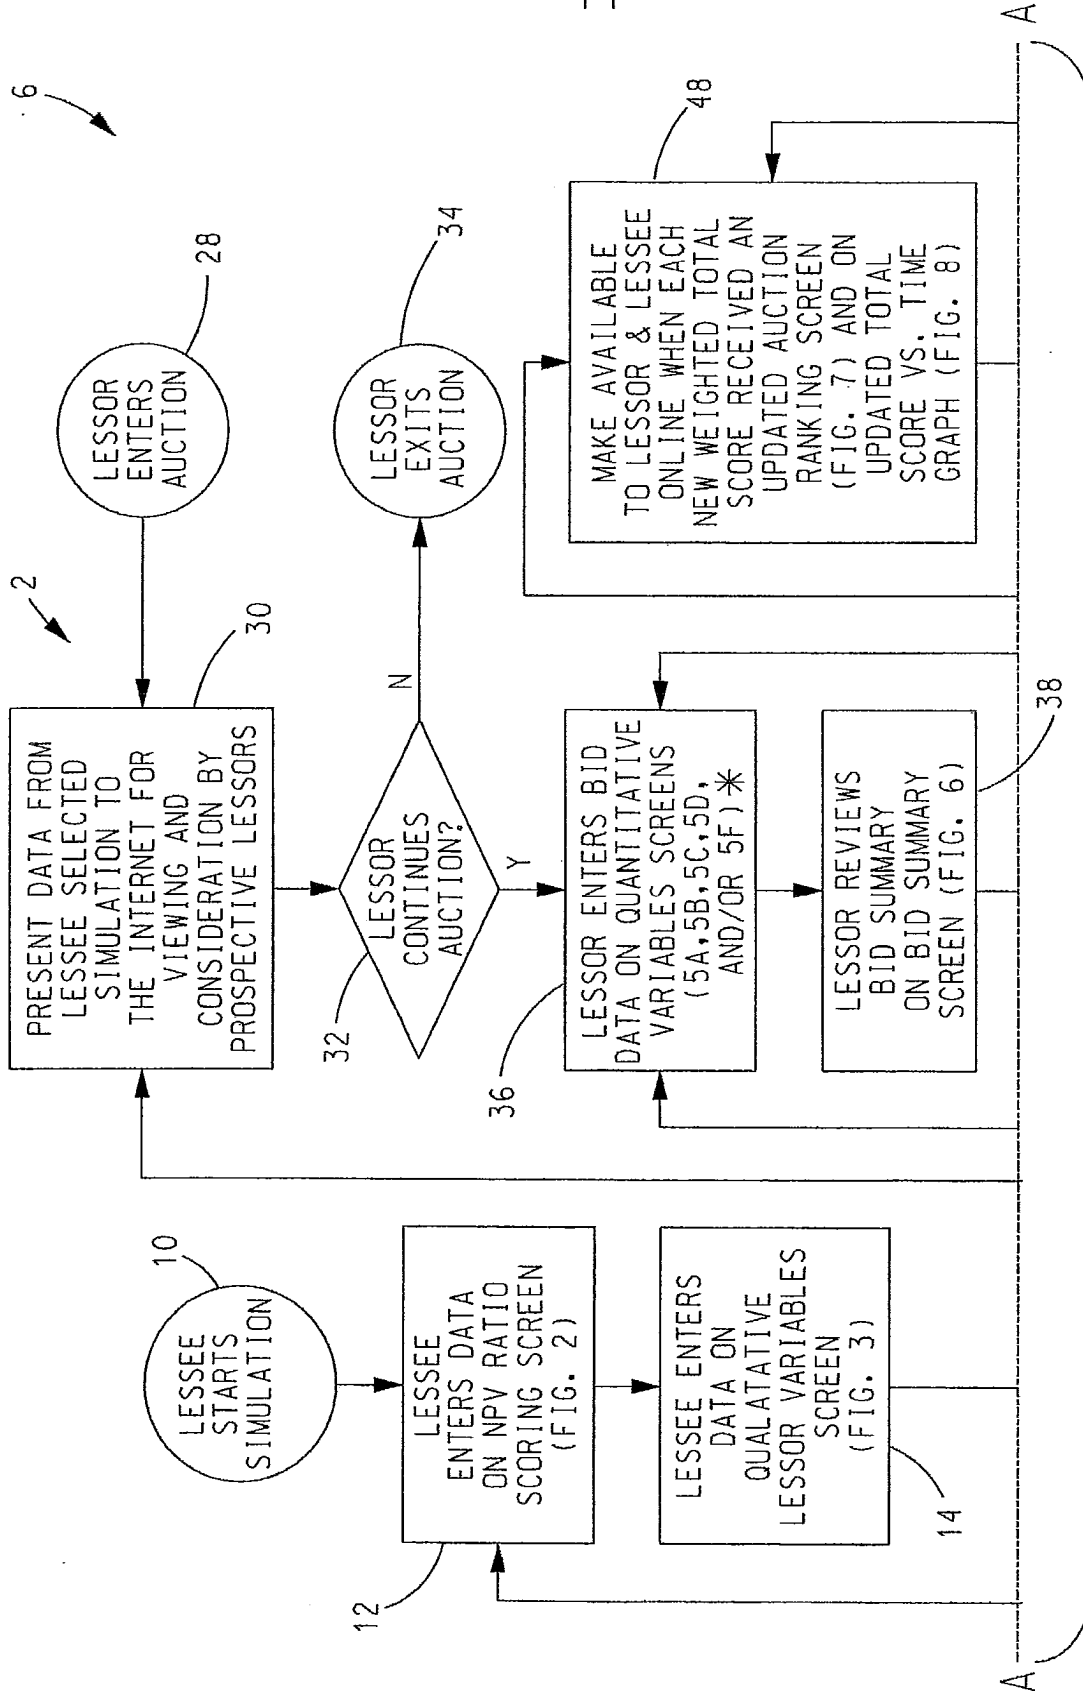 6
2
LESSEE
STARTS
SIMULATION
10
LESSEE
ENTERS DATA
ON NPV RATIO
SCORING SCREEN
(FIG. 2)
12
LESSEE ENTERS
DATA ON
QUALATATIVE
LESSOR VARIABLES
SCREEN
(FIG. 3)
14
PRESENT DATA FROM
LESSEE SELECTED
SIMULATION TO
THE INTERNET FOR
VIEWING AND
CONSIDERATION BY
PROSPECTIVE LESSORS
30
LESSOR
ENTERS
AUCTION
28
LESSOR
CONTINUES
AUCTION?
32
N
Y
LESSOR
EXITS
AUCTION
34
LESSOR ENTERS BID
DATA ON QUANTITATIVE
VARIABLES SCREENS
(5A,5B,5C,5D,
AND/OR 5F)*
36
LESSOR REVIEWS
BID SUMMARY
ON BID SUMMARY
SCREEN (FIG. 6)
38
MAKE AVAILABLE
TO LESSOR & LESSEE
ONLINE WHEN EACH
NEW WEIGHTED TOTAL
SCORE RECEIVED AN
UPDATED AUCTION
RANKING SCREEN
(FIG. 7) AND ON
UPDATED TOTAL
SCORE VS. TIME
GRAPH (FIG. 8)
48
A
A